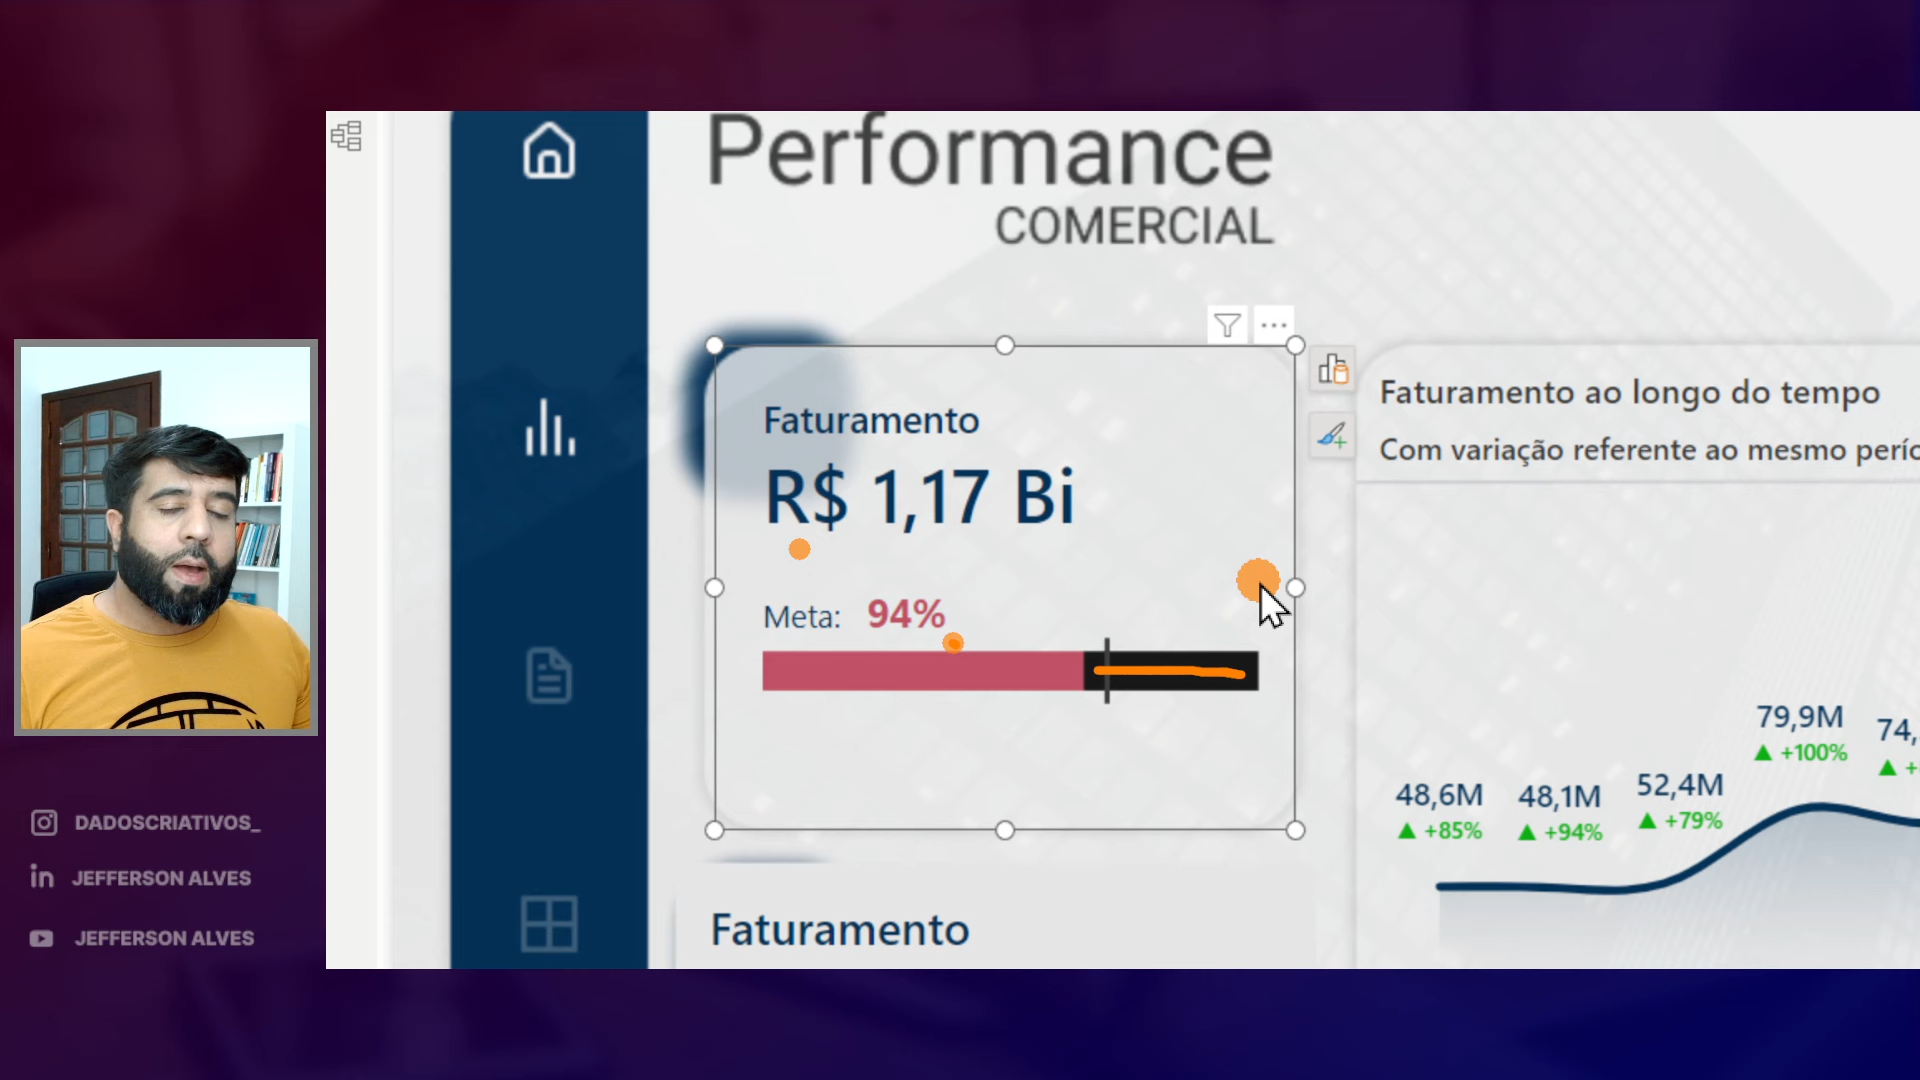 Performance
COMERCIAL
Faturamento
R$ 1,17 Bi
Meta: 94%
Faturamento
Faturamento ao longo do tempo
Com variação referente ao mesmo
79,9M
+100%
74,
48,6M
+85%
48,1M
+94%
52,4M
+79%
DADOSCRIATIVOS_
JEFFERSON ALVES
JEFFERSON ALVES